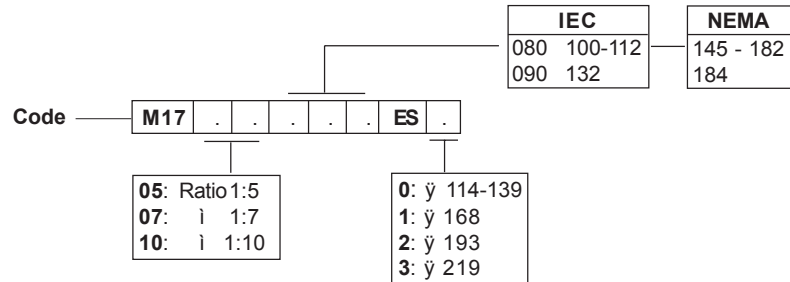 IEC
080 100-112
090 132
NEMA
145 - 182
184
Code
M17 . . . . . ES .
05: Ratio 1:5
07: ì 1:7
10: ì 1:10
0: ÿ 114-139
1: ÿ 168
2: ÿ 193
3: ÿ 219